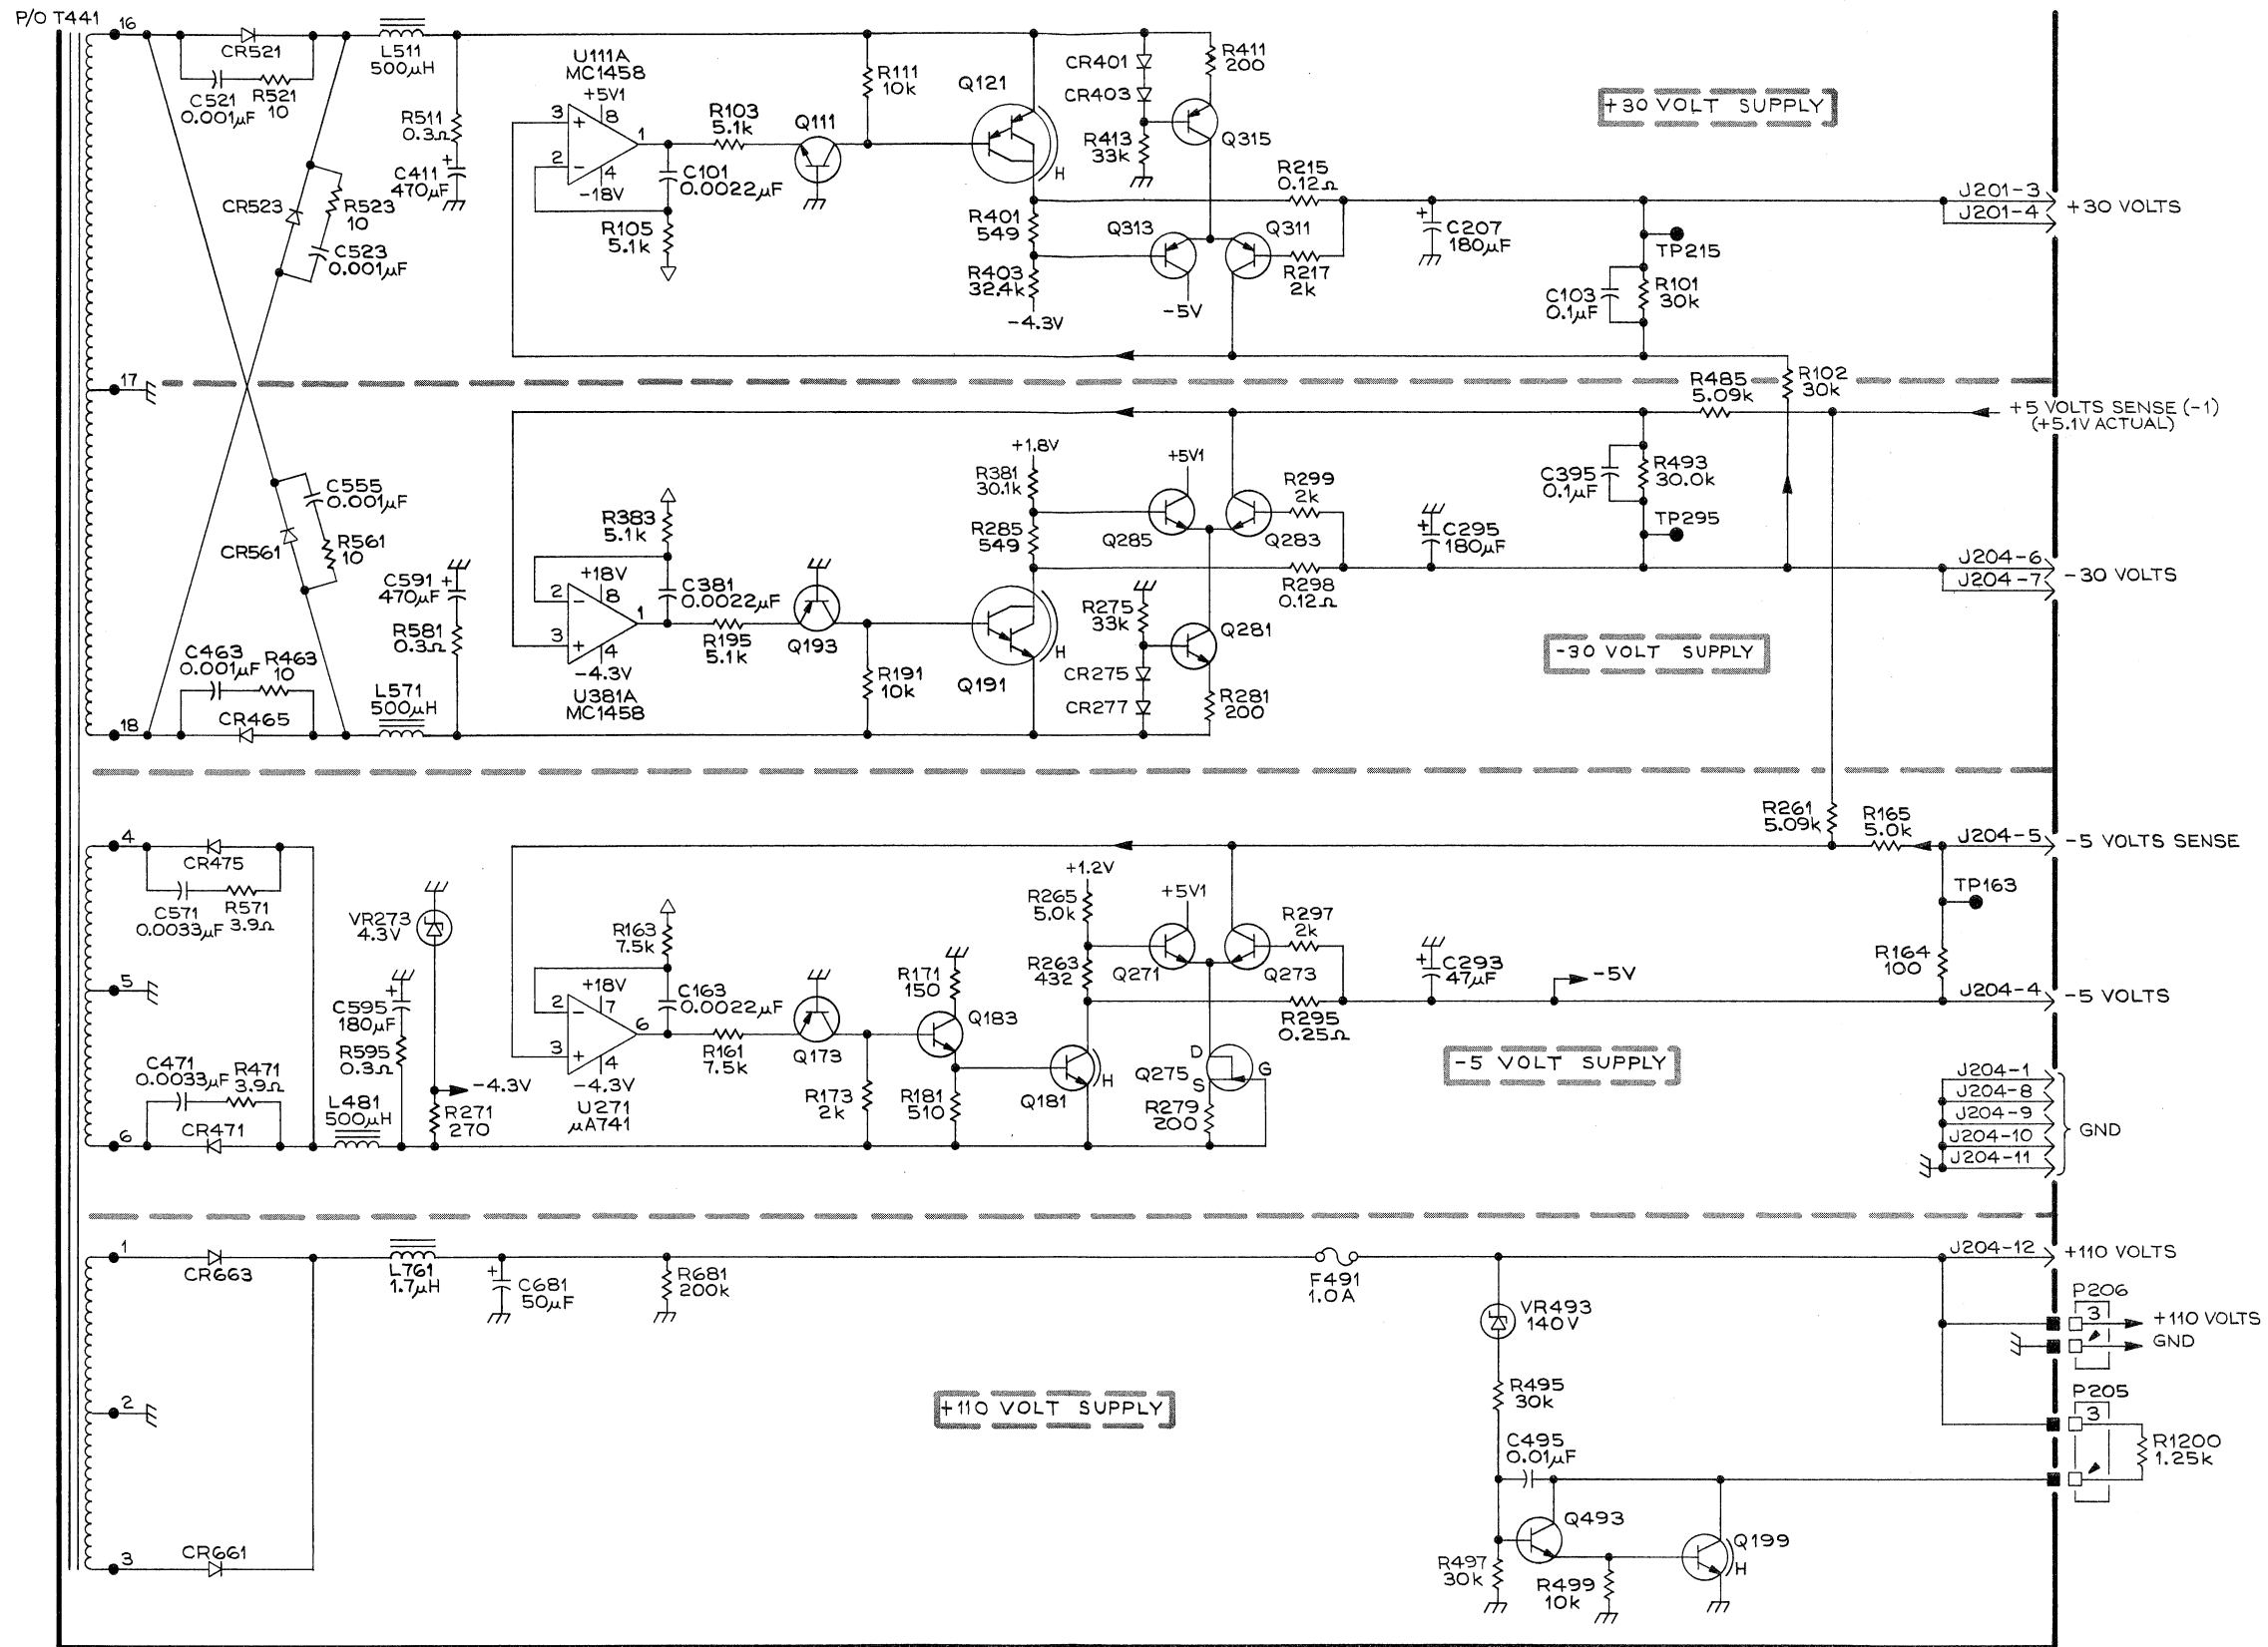 P/O T441
16
CR521
C521
0.001µF
R521
10
L511
500µH
R511
0.3Ω
+
C411
470µF
CR523
R523
10
C523
0.001µF
U111A
MC1458
+5V1
8
3
+
2
−
1
4
-18V
R103
5.1k
C101
0.0022µF
R105
5.1k
Q111
R111
10k
Q121
H
R401
549
R403
32.4k
-4.3V
CR401
CR403
R413
33k
R411
200
Q315
Q313
-5V
Q311
R215
0.12Ω
R217
2k
+
C207
180µF
+30 VOLT SUPPLY
TP215
C103
0.1µF
R101
30k
J201-3
J201-4
+30 VOLTS
17
R485
5.09k
R102
30k
+5 VOLTS SENSE (-1)
(+5.1V ACTUAL)
C555
0.001µF
CR561
R561
10
C591
470µF
+
R581
0.3Ω
C463
0.001µF
R463
10
L571
500µH
CR465
18
R383
5.1k
+18V
8
2
−
3
+
1
4
-4.3V
U381A
MC1458
C381
0.0022µF
R195
5.1k
Q193
R191
10k
Q191
H
+1.8V
R381
30.1k
R285
549
+5V1
Q285
Q283
R299
2k
R298
0.12Ω
R275
33k
CR275
CR277
Q281
R281
200
+
C295
180µF
C395
0.1µF
R493
30.0k
TP295
J204-6
J204-7
-30 VOLTS
-30 VOLT SUPPLY
4
CR475
C571
0.0033µF
R571
3.9Ω
5
C471
0.0033µF
R471
3.9Ω
CR471
6
L481
500µH
VR273
4.3V
+
C595
180µF
R595
0.3Ω
-4.3V
R271
270
R163
7.5k
+18V
7
2
−
3
+
6
4
-4.3V
U271
µA741
C163
0.0022µF
R161
7.5k
Q173
R173
2k
R171
150
Q183
R181
510
Q181
H
+1.2V
R265
5.0k
R263
432
+5V1
Q271
Q273
R297
2k
R295
0.25Ω
Q275
D
S
G
R279
200
+
C293
47µF
-5V
-5 VOLT SUPPLY
R261
5.09k
R165
5.0k
J204-5
-5 VOLTS SENSE
TP163
R164
100
J204-4
-5 VOLTS
J204-1
J204-8
J204-9
J204-10
J204-11
GND
1
CR663
2
3
CR661
L761
1.7µH
+
C681
50µF
R681
200k
+110 VOLT SUPPLY
F491
1.0A
VR493
140V
R495
30k
C495
0.01µF
Q493
R497
30k
R499
10k
Q199
H
J204-12
+110 VOLTS
P206
3
+110 VOLTS
GND
P205
3
R1200
1.25k